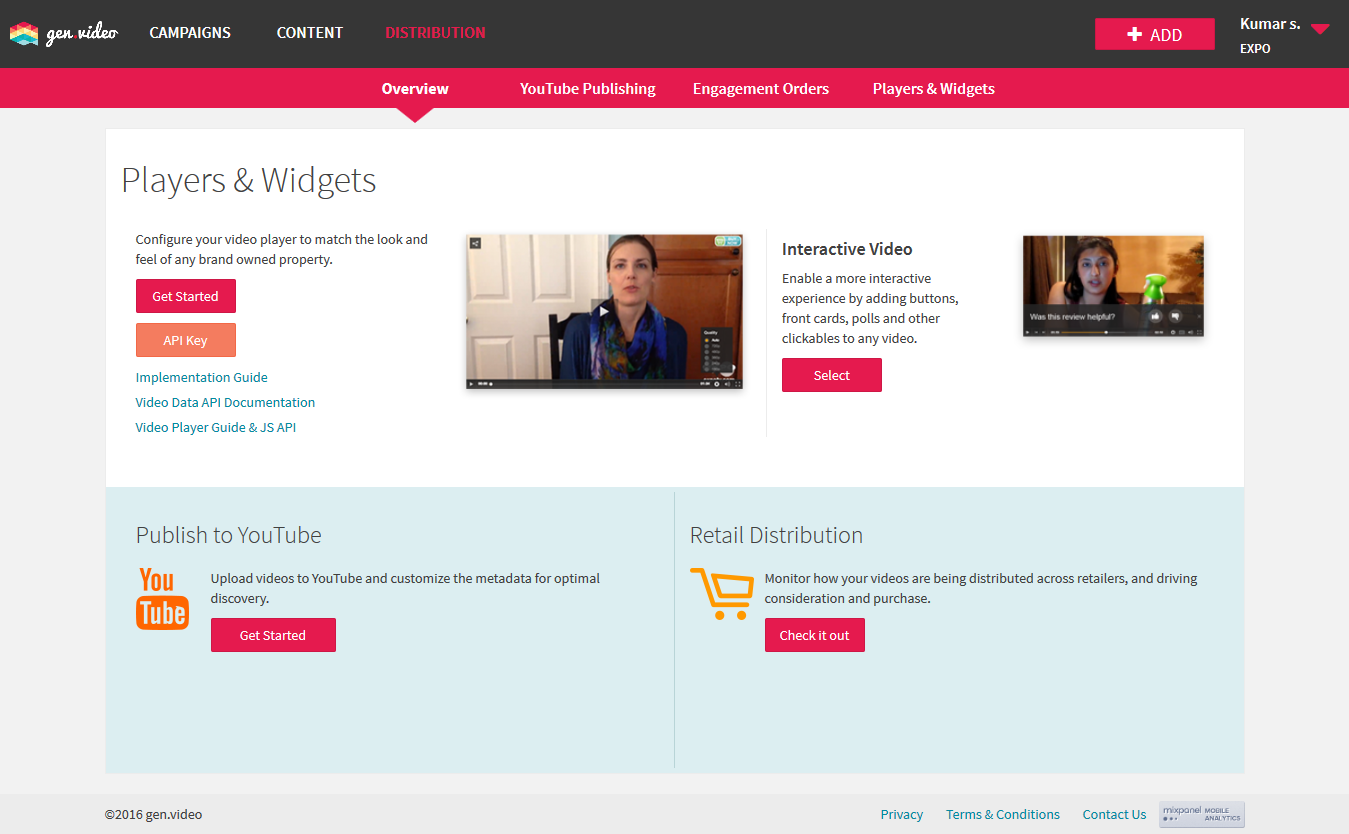 gen.video CAMPAIGNS CONTENT DISTRIBUTION
ADD
Kumar s.
EXPO
Overview YouTube Publishing Engagement Orders Players & Widgets
Players & Widgets
Configure your video player to match the look and
feel of any brand owned property.
Get Started
API Key
Implementation Guide
Video Data API Documentation
Video Player Guide & JS API
Quality
Interactive Video
Enable a more interactive
experience by adding buttons,
front cards, polls and other
clickables to any video.
Select
Was this review helpful?
Publish to YouTube
You
Tube
Upload videos to YouTube and customize the metadata for optimal
discovery.
Get Started
Retail Distribution
Monitor how your videos are being distributed across retailers, and driving
consideration and purchase.
Check it out
©2016 gen.video
Privacy Terms & Conditions Contact Us
mixpanel MOBILE
ANALYTICS